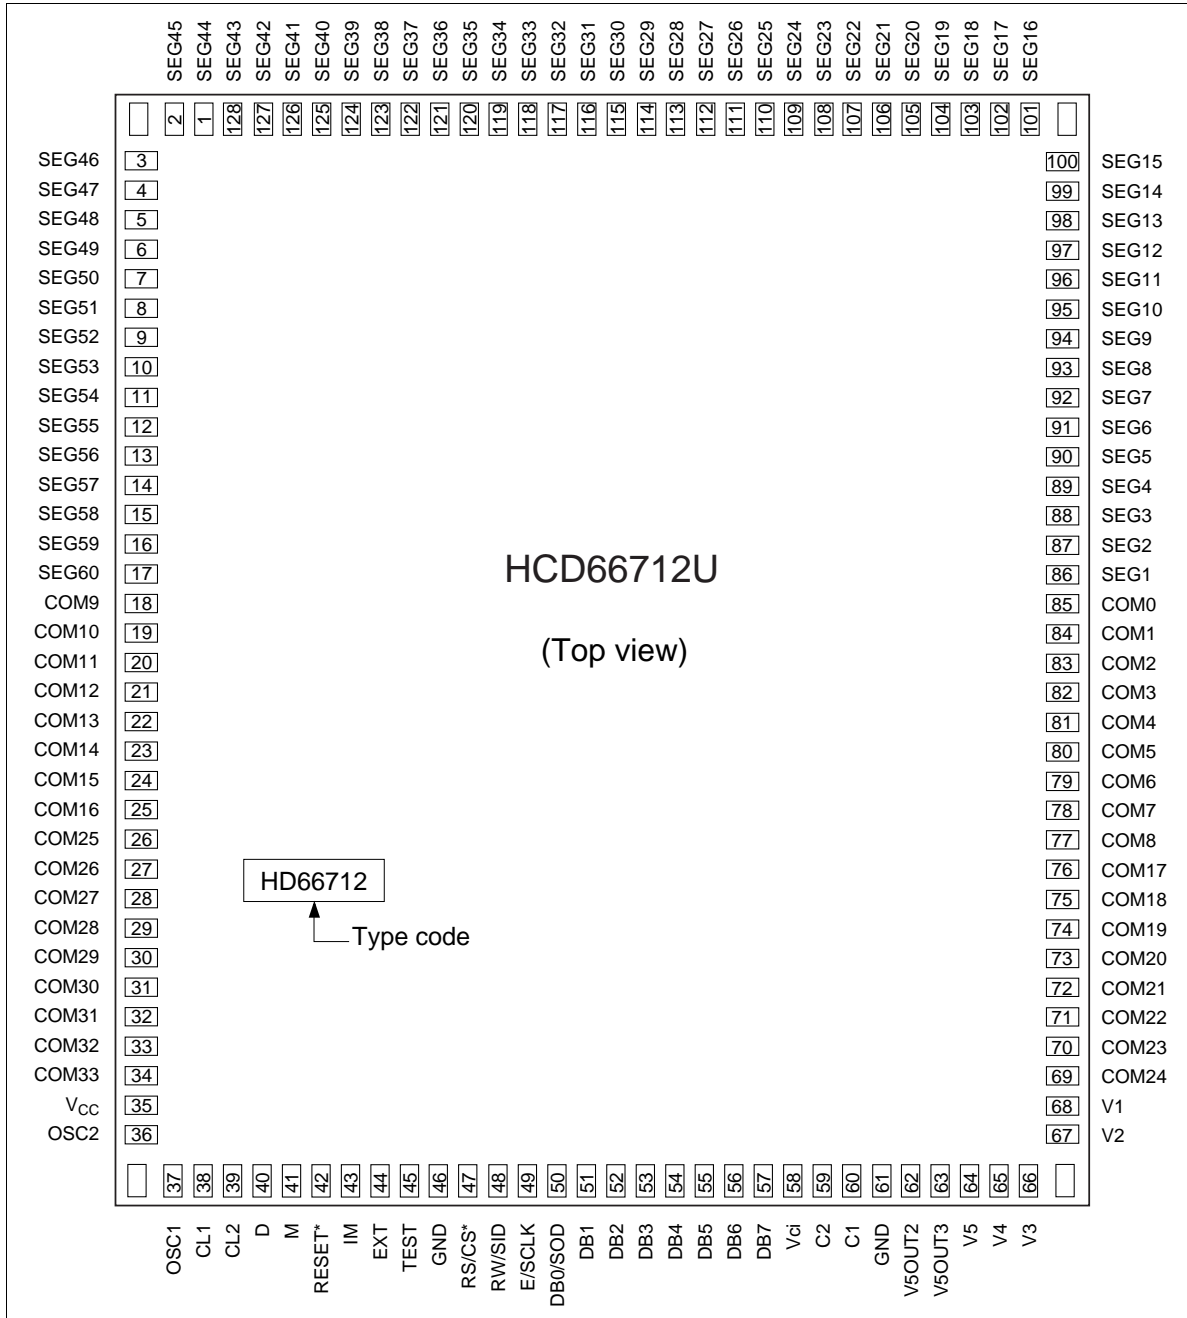 SEG45 SEG44 SEG43 SEG42 SEG41 SEG40 SEG39 SEG38 SEG37 SEG36 SEG35 SEG34 SEG33 SEG32 SEG31 SEG30 SEG29 SEG28 SEG27 SEG26 SEG25 SEG24 SEG23 SEG22 SEG21 SEG20 SEG19 SEG18 SEG17 SEG16
2 1 128 127 126 125 124 123 122 121 120 119 118 117 116 115 114 113 112 111 110 109 108 107 106 105 104 103 102 101
SEG46 3 100 SEG15
SEG47 4 99 SEG14
SEG48 5 98 SEG13
SEG49 6 97 SEG12
SEG50 7 96 SEG11
SEG51 8 95 SEG10
SEG52 9 94 SEG9
SEG53 10 93 SEG8
SEG54 11 92 SEG7
SEG55 12 91 SEG6
SEG56 13 90 SEG5
SEG57 14 89 SEG4
SEG58 15 88 SEG3
SEG59 16 87 SEG2
SEG60 17 86 SEG1
HCD66712U
COM9 18 85 COM0
COM10 19 84 COM1
(Top view)
COM11 20 83 COM2
COM12 21 82 COM3
COM13 22 81 COM4
COM14 23 80 COM5
COM15 24 79 COM6
COM16 25 78 COM7
COM25 26 77 COM8
COM26 27 76 COM17
HD66712
COM27 28 75 COM18
COM28 29 74 COM19
Type code
COM29 30 73 COM20
COM30 31 72 COM21
COM31 32 71 COM22
COM32 33 70 COM23
COM33 34 69 COM24
VCC 35 68 V1
OSC2 36 67 V2
37 38 39 40 41 42 43 44 45 46 47 48 49 50 51 52 53 54 55 56 57 58 59 60 61 62 63 64 65 66
OSC1 CL1 CL2 D M RESET* IM EXT TEST GND RS/CS* RW/SID E/SCLK DB0/SOD DB1 DB2 DB3 DB4 DB5 DB6 DB7 Vci C2 C1 GND V5OUT2 V5OUT3 V5 V4 V3